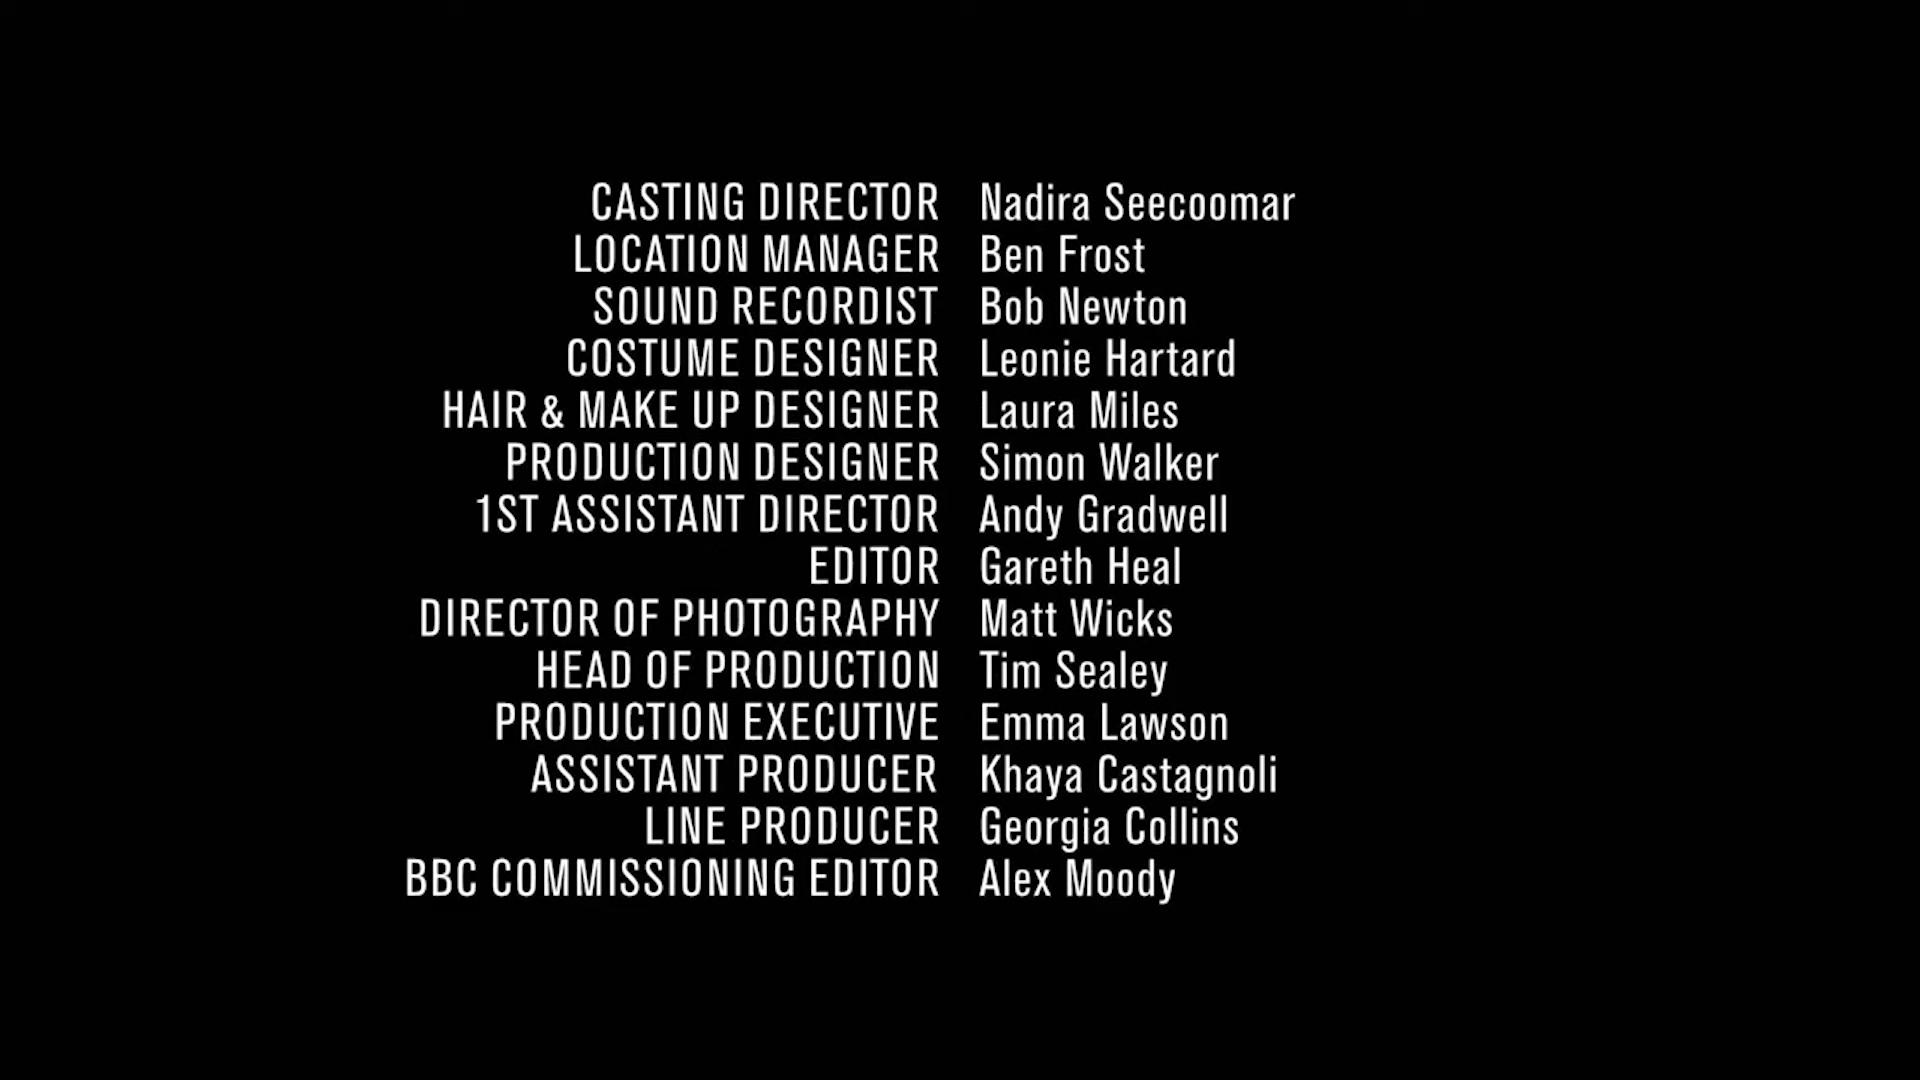 CASTING DIRECTOR Nadira Seecoomar
LOCATION MANAGER Ben Frost
SOUND RECORDIST Bob Newton
COSTUME DESIGNER Leonie Hartard
HAIR & MAKE UP DESIGNER Laura Miles
PRODUCTION DESIGNER Simon Walker
1ST ASSISTANT DIRECTOR Andy Gradwell
EDITOR Gareth Heal
DIRECTOR OF PHOTOGRAPHY Matt Wicks
HEAD OF PRODUCTION Tim Sealey
PRODUCTION EXECUTIVE Emma Lawson
ASSISTANT PRODUCER Khaya Castagnoli
LINE PRODUCER Georgia Collins
BBC COMMISSIONING EDITOR Alex Moody